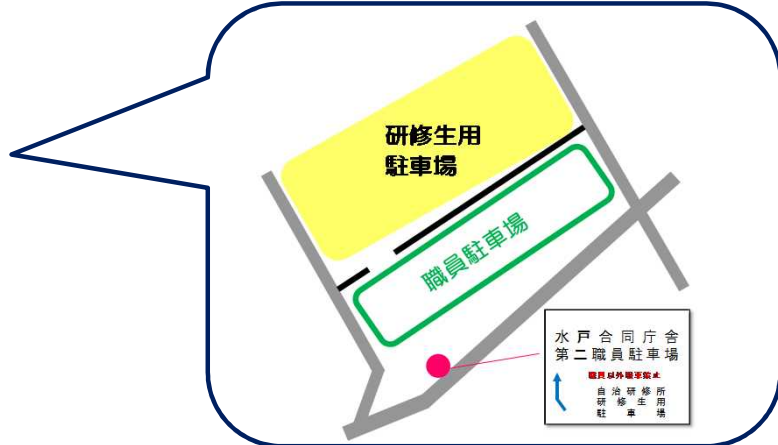 研修生用
駐車場
職員駐車場
水戸合同庁舎
第二職員駐車場
職員以外駐車禁止
自治研修所
研修生用
駐車場